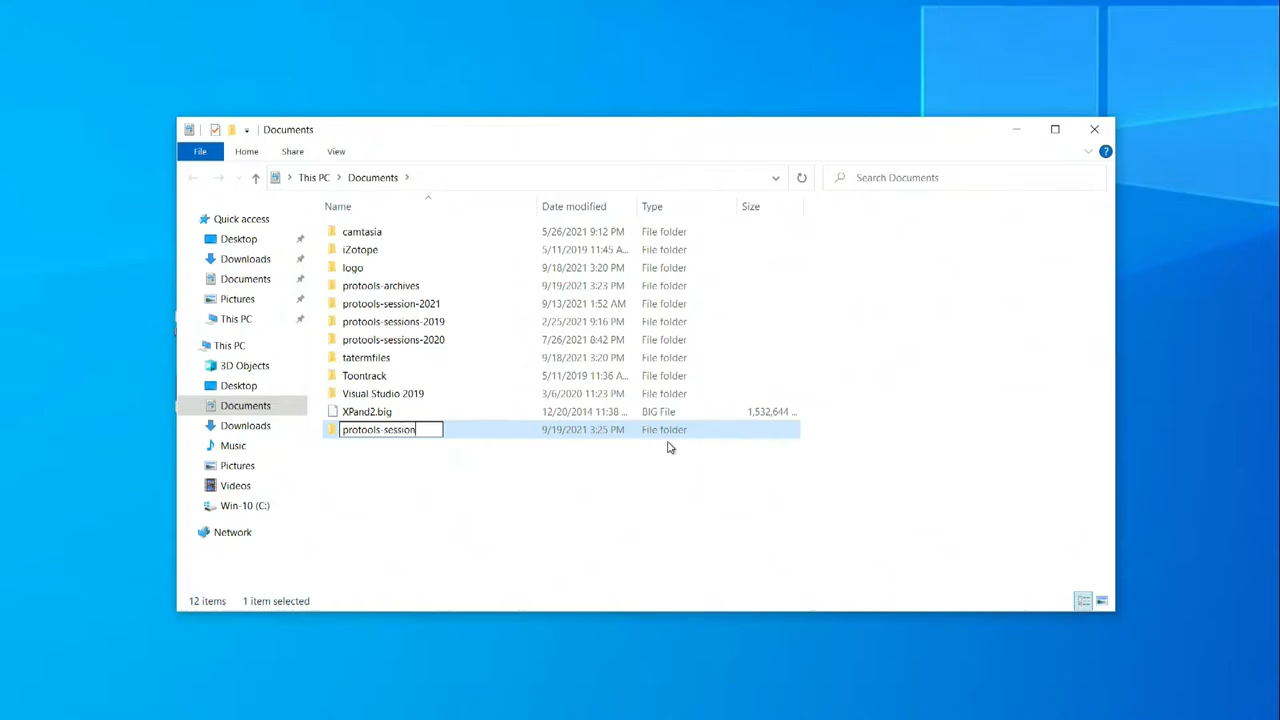 Documents
File Home Share View
This PC Documents Search Documents
Name Date modified Type Size
Quick access
Desktop
Downloads
Documents
Pictures
This PC
This PC
3D Objects
Desktop
Documents
Downloads
Music
Pictures
Videos
Win-10 (C:)
Network
camtasia 5/26/2021 9:12 PM File folder
iZotope 5/11/2019 11:45 A... File folder
logo 9/18/2021 3:20 PM File folder
protools-archives 9/19/2021 3:23 PM File folder
protools-session-2021 9/13/2021 1:52 AM File folder
protools-sessions-2019 2/25/2021 9:16 PM File folder
protools-sessions-2020 7/26/2021 8:42 PM File folder
tatermfiles 9/18/2021 3:20 PM File folder
Toontrack 5/11/2019 11:36 A... File folder
Visual Studio 2019 3/6/2020 11:23 PM File folder
XPand2.big 12/20/2014 11:38 ... BIG File 1,532,644 ...
protools-session 9/19/2021 3:25 PM File folder
12 items 1 item selected